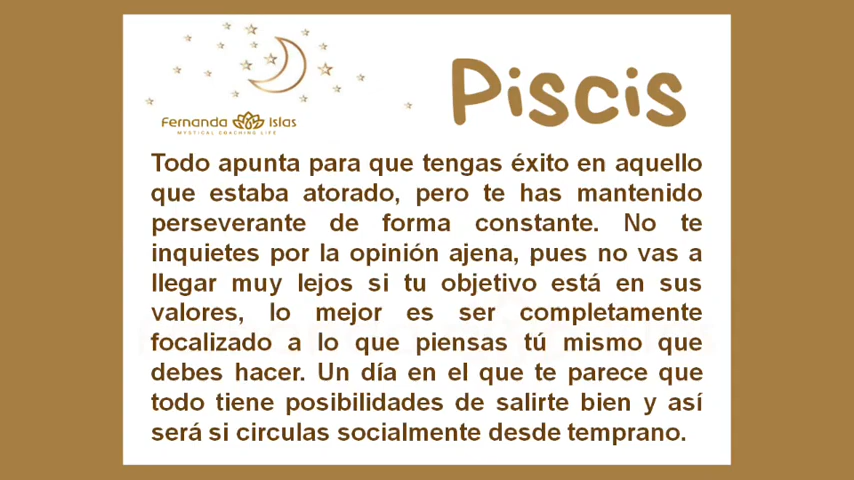 Piscis
Fernanda Islas
MYSTICAL COACHING LIFE
Todo apunta para que tengas éxito en aquello
que estaba atorado, pero te has mantenido
perseverante de forma constante. No te
inquietes por la opinión ajena, pues no vas a
llegar muy lejos si tu objetivo está en sus
valores, lo mejor es ser completamente
focalizado a lo que piensas tú mismo que
debes hacer. Un día en el que te parece que
todo tiene posibilidades de salirte bien y así
será si circulas socialmente desde temprano.